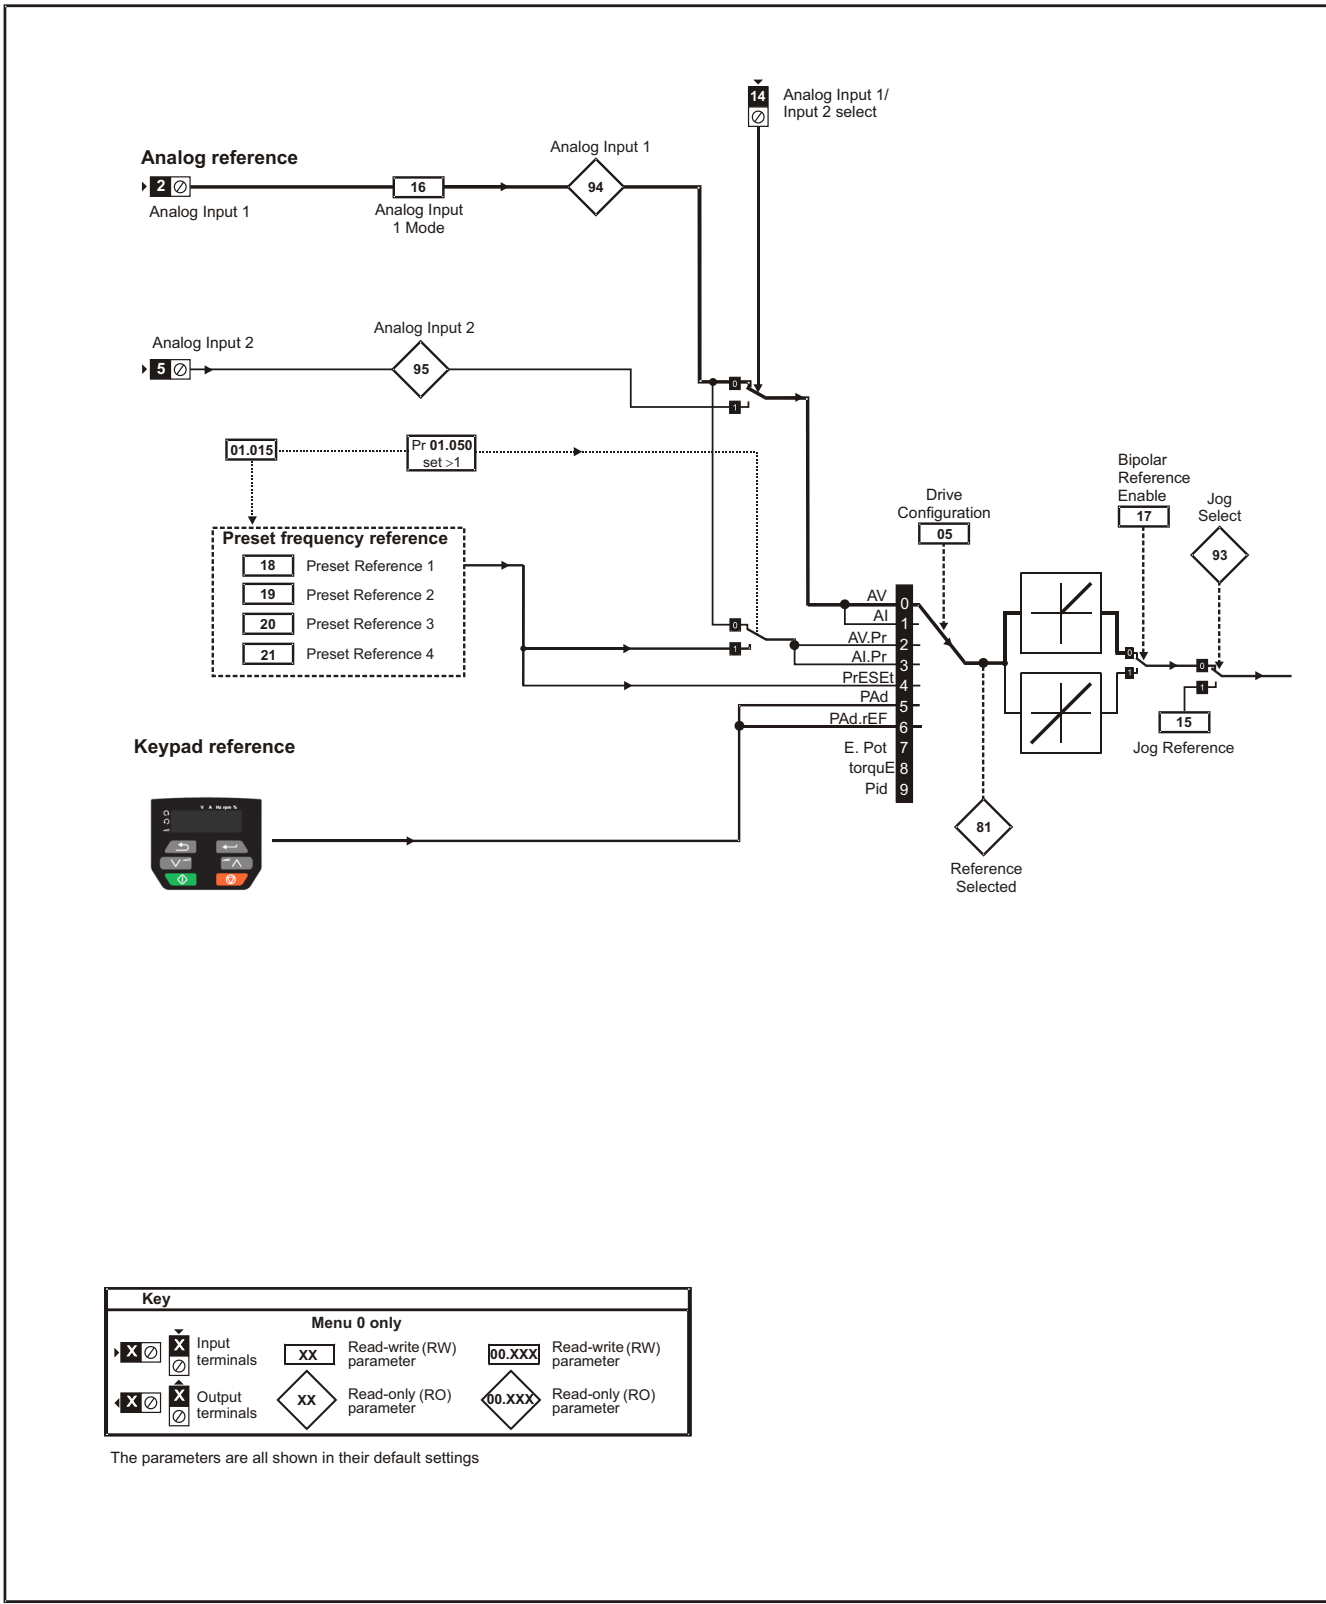 14
Analog Input 1/
Input 2 select
Analog reference
Analog Input 1
2
16
94
Analog Input 1
Analog Input
1 Mode
Analog Input 2
Analog Input 2
5
95
0
1
01.015
Pr 01.050
set >1
Preset frequency reference
18 Preset Reference 1
19 Preset Reference 2
20 Preset Reference 3
21 Preset Reference 4
0
1
Drive
Configuration
05
Bipolar
Reference
Enable
17
Jog
Select
93
AV 0
AI 1
AV.Pr 2
AI.Pr 3
PrESEt 4
PAd 5
PAd.rEF 6
E. Pot 7
torquE 8
Pid 9
0
1
0
1
15
Jog Reference
81
Reference
Selected
Keypad reference
V A Hz rpm %
Key
Menu 0 only
X X Input
terminals
XX Read-write (RW)
parameter
00.XXX Read-write (RW)
parameter
X X Output
terminals
XX Read-only (RO)
parameter
00.XXX Read-only (RO)
parameter
The parameters are all shown in their default settings